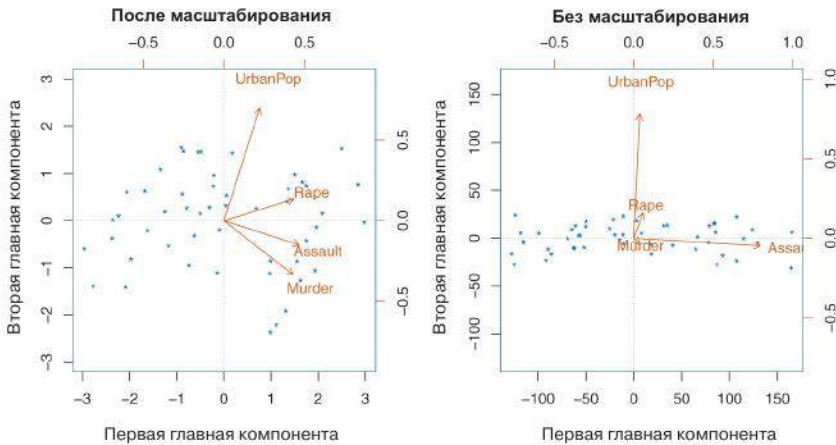 После масштабирования
−0.5 0.0 0.5
UrbanPop
Rape
Assault
Murder
3
2
1
0
−1
−2
−3
0.5
0.0
−0.5
Вторая главная компонента
−3 −2 −1 0 1 2 3
Первая главная компонента
Без масштабирования
−0.5 0.0 0.5 1.0
UrbanPop
Rape
Murder
Assau
150
100
50
0
−50
−100
1.0
0.5
0.0
−0.5
Вторая главная компонента
−100 −50 0 50 100 150
Первая главная компонента